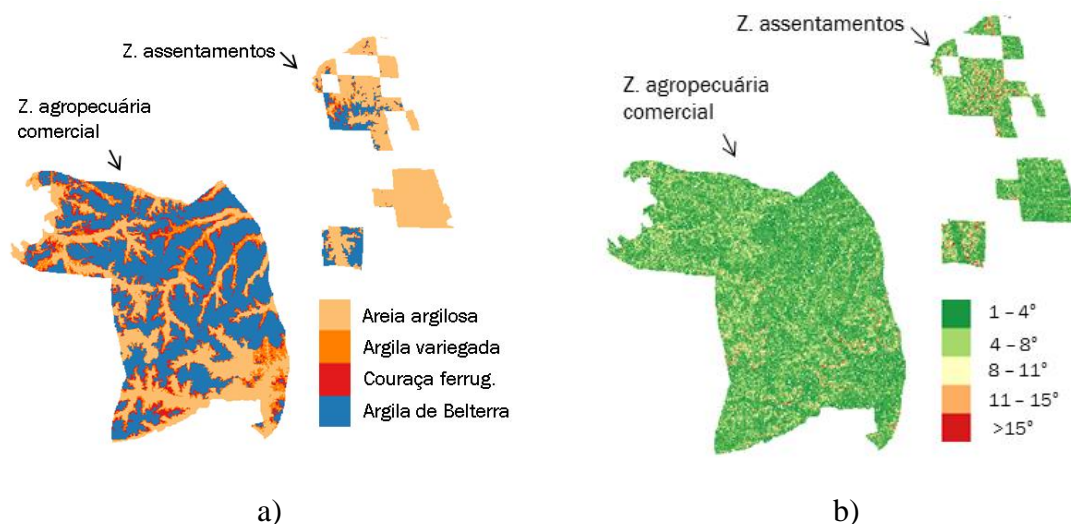 Z. assentamentos
Z. agropecuária
comercial
Areia argilosa
Argila variegada
Couraça ferrug.
Argila de Belterra
a)
Z. assentamentos
Z. agropecuária
comercial
1 – 4°
4 – 8°
8 – 11°
11 – 15°
>15°
b)